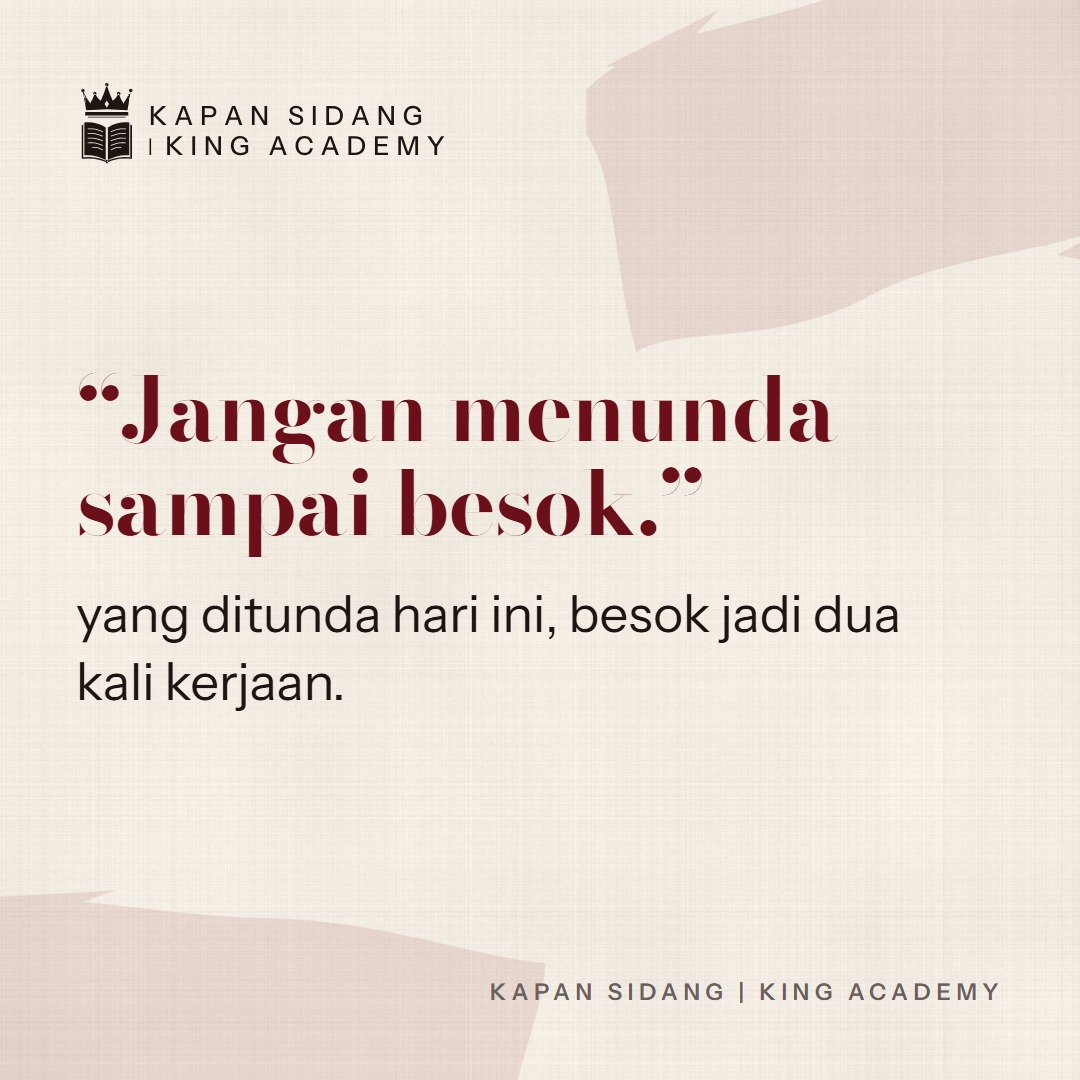 KAPAN SIDANG
| KING ACADEMY
“Jangan menunda
sampai besok.”
yang ditunda hari ini, besok jadi dua
kali kerjaan.
KAPAN SIDANG | KING ACADEMY